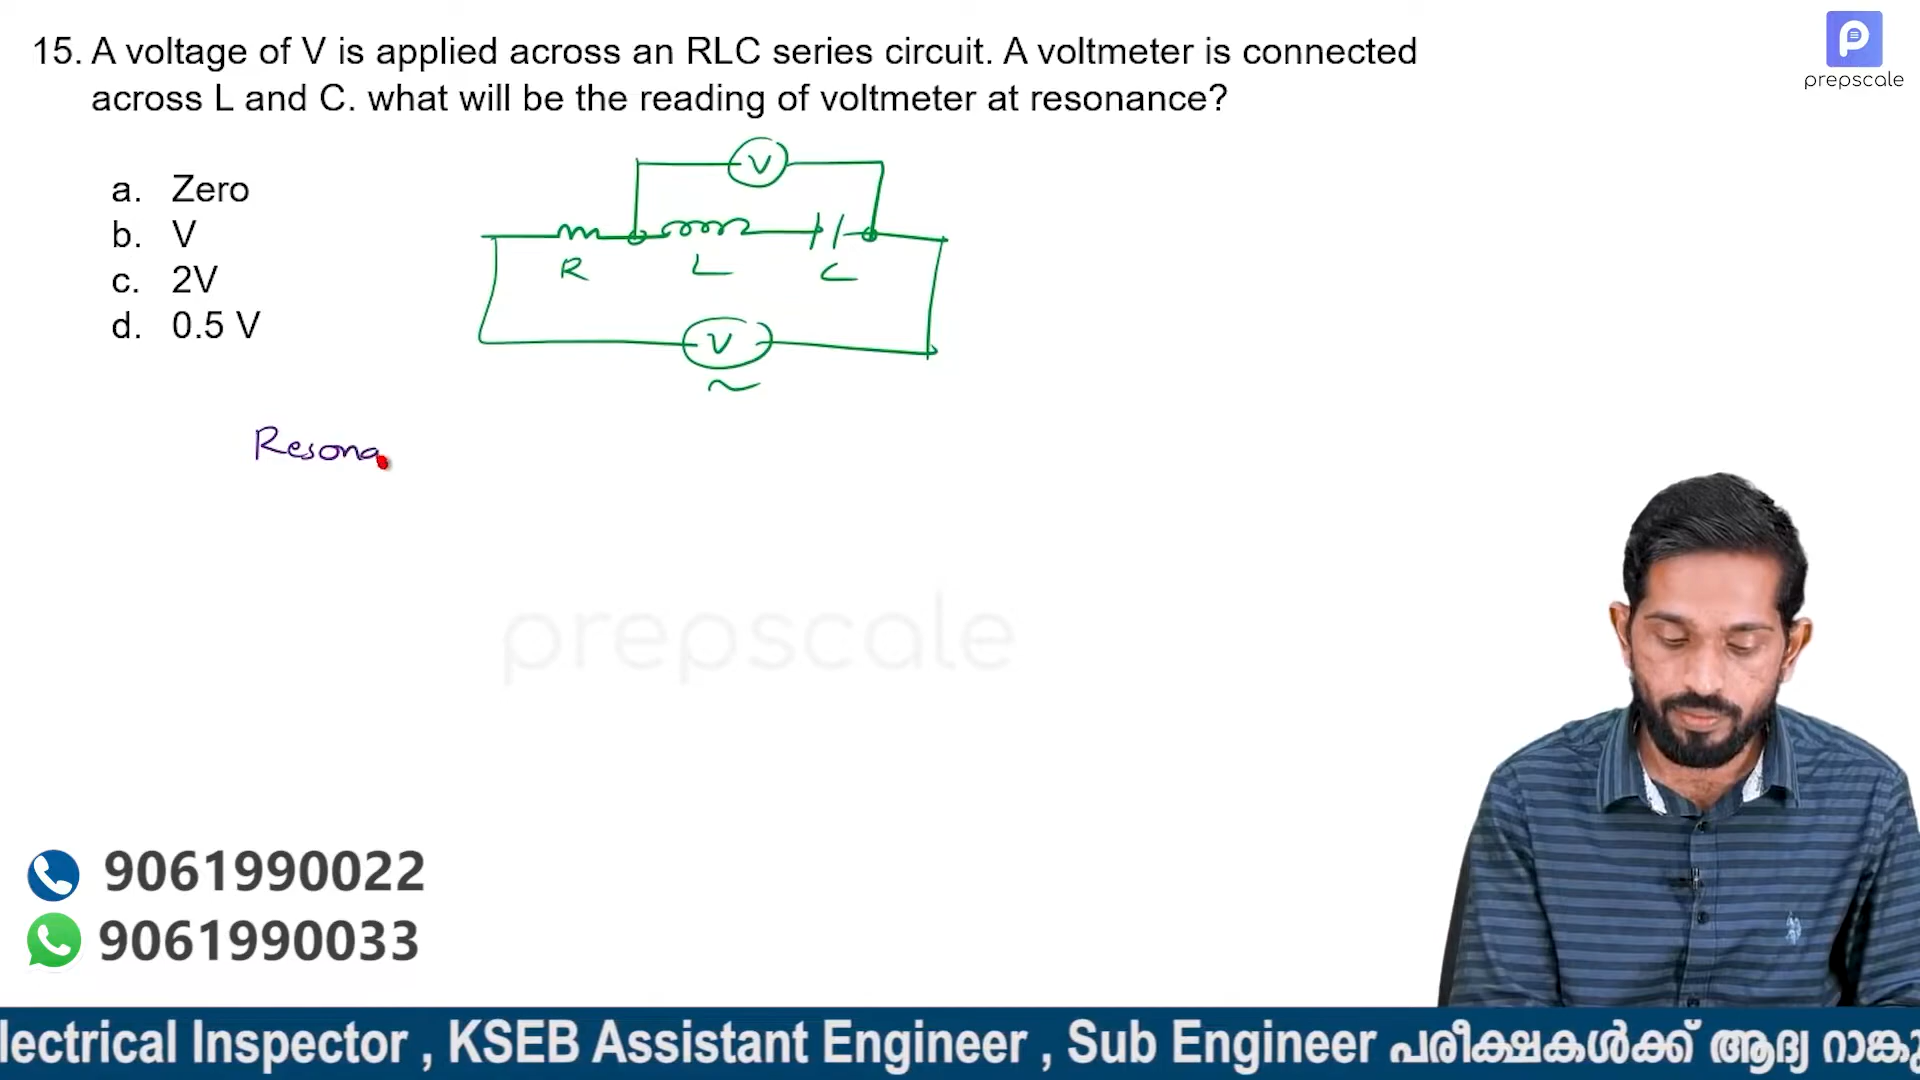 15. A voltage of V is applied across an RLC series circuit. A voltmeter is connected
across L and C. what will be the reading of voltmeter at resonance?
prepscale
a. Zero
b. V
c. 2V
d. 0.5 V
V
R
L
C
V
~
Resona
prepscale
9061990022
9061990033
lectrical Inspector , KSEB Assistant Engineer , Sub Engineer പരീക്ഷകൾക്ക് ആദ്യ റാങ്കു